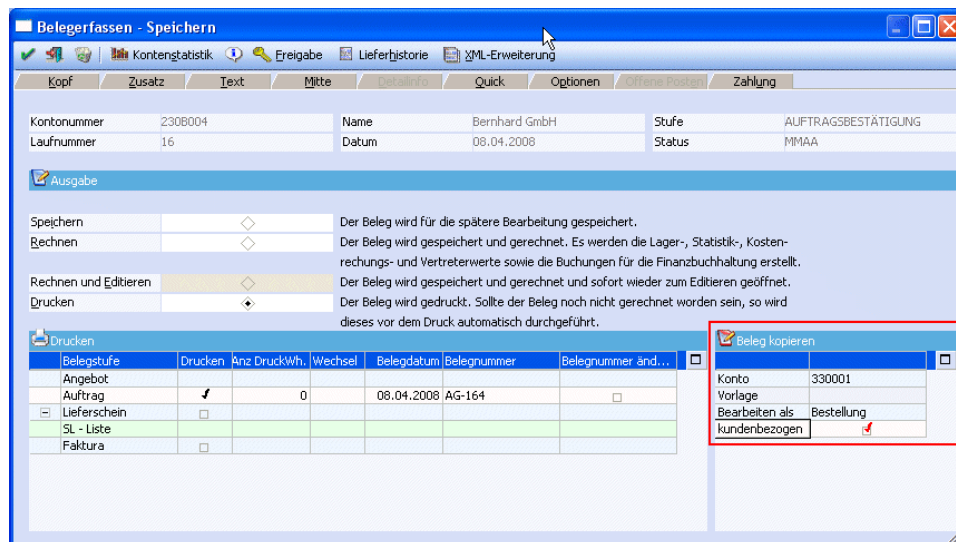 Belegerfassen - Speichern
Kontenstatistik Freigabe Lieferhistorie XML-Erweiterung
Kopf Zusatz Text Mitte Detailinfo Quick Optionen Offene Posten Zahlung
Kontonummer 230B004 Name Bernhard GmbH Stufe AUFTRAGSBESTÄTIGUNG
Laufnummer 16 Datum 08.04.2008 Status MMAA
Ausgabe
Speichern Der Beleg wird für die spätere Bearbeitung gespeichert.
Rechnen Der Beleg wird gespeichert und gerechnet. Es werden die Lager-, Statistik-, Kosten-
rechungs- und Vertreterwerte sowie die Buchungen für die Finanzbuchhaltung erstellt.
Rechnen und Editieren Der Beleg wird gespeichert und gerechnet und sofort wieder zum Editieren geöffnet.
Drucken Der Beleg wird gedruckt. Sollte der Beleg noch nicht gerechnet worden sein, so wird
dieses vor dem Druck automatisch durchgeführt.
Drucken
Belegstufe Drucken Anz DruckWh. Wechsel Belegdatum Belegnummer Belegnummer änd...
Angebot
Auftrag 0 08.04.2008 AG-164
Lieferschein
SL - Liste
Faktura
Beleg kopieren
Konto 330001
Vorlage
Bearbeiten als Bestellung
kundenbezogen